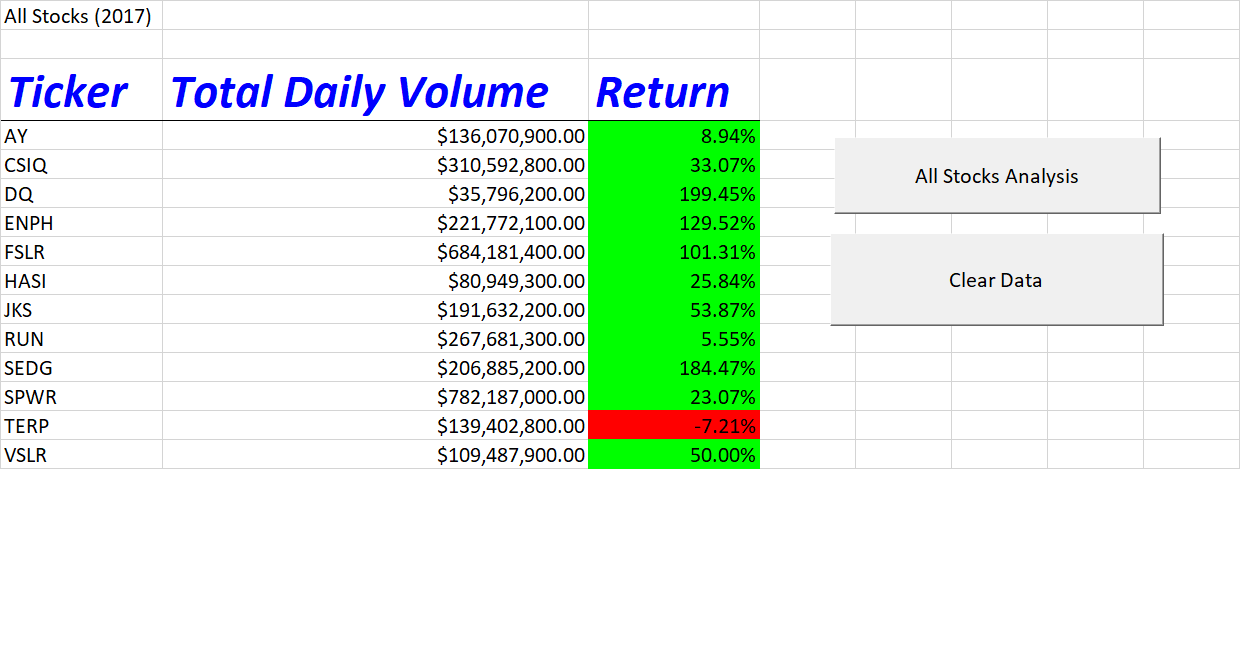 All Stocks (2017)
Ticker Total Daily Volume Return
AY $136,070,900.00 8.94%
CSIQ $310,592,800.00 33.07%
DQ $35,796,200.00 199.45%
ENPH $221,772,100.00 129.52%
FSLR $684,181,400.00 101.31%
HASI $80,949,300.00 25.84%
JKS $191,632,200.00 53.87%
RUN $267,681,300.00 5.55%
SEDG $206,885,200.00 184.47%
SPWR $782,187,000.00 23.07%
TERP $139,402,800.00 -7.21%
VSLR $109,487,900.00 50.00%
All Stocks Analysis
Clear Data